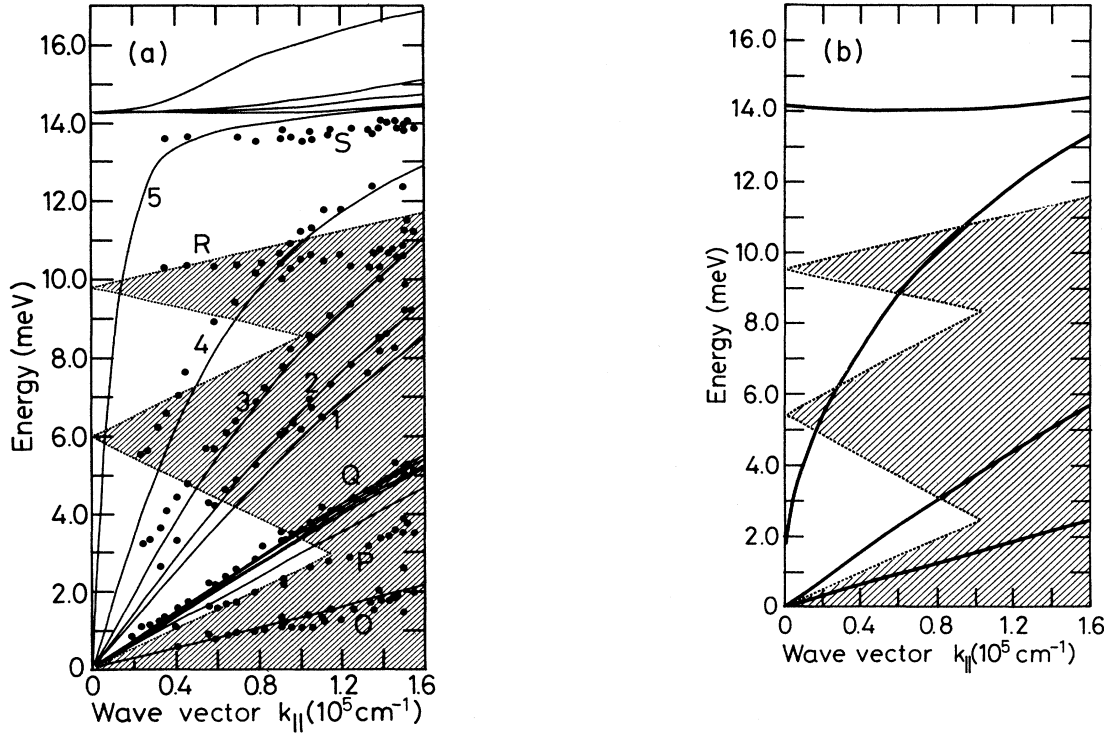 (a)
16.0
14.0
12.0
10.0
8.0
6.0
4.0
2.0
0
Energy (meV)
S
5
R
4
3
2
1
Q
P
O
0 0.4 0.8 1.2 1.6
Wave vector k||(10⁵cm⁻¹)
(b)
16.0
14.0
12.0
10.0
8.0
6.0
4.0
2.0
0
Energy (meV)
0 0.4 0.8 1.2 1.6
Wave vector k||(10⁵cm⁻¹)